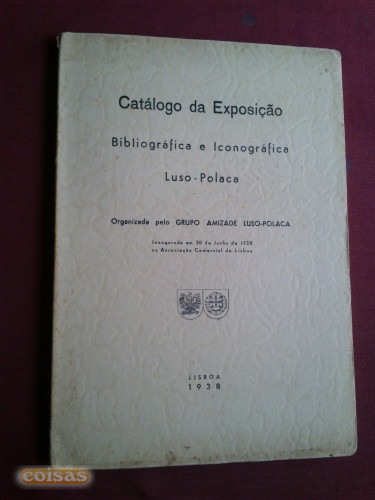 Catálogo da Exposição
Bibliográfica e Iconográfica
Luso-Polaca
Organizada pelo GRUPO AMIZADE LUSO-POLACA
Inaugurada em 30 de Junho de 1938
na Associação Comercial de Lisboa
LISBOA
1938
coisas